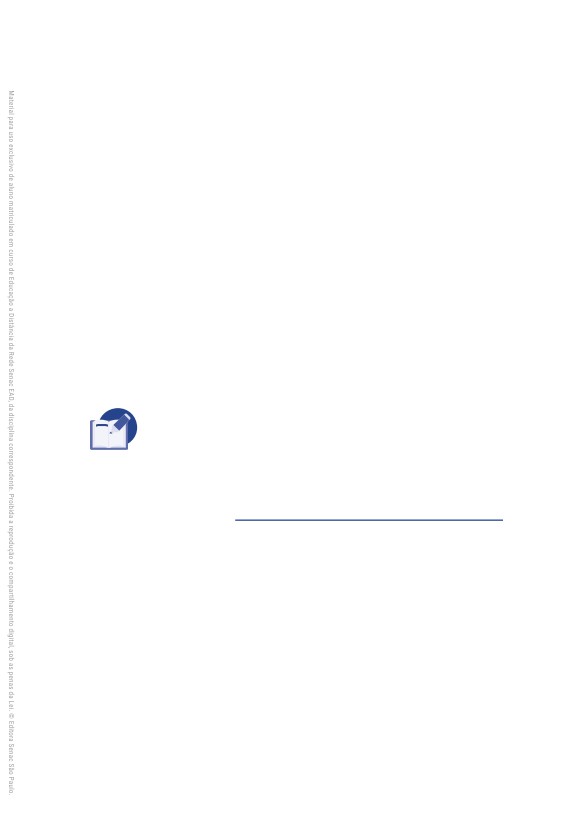 Material para uso exclusivo de aluno matriculado em curso de Educação a Distância da Rede Senac EAD, da disciplina correspondente. Proibida a reprodução e o compartilhamento digital, sob as penas da Lei. © Editora Senac São Paulo.